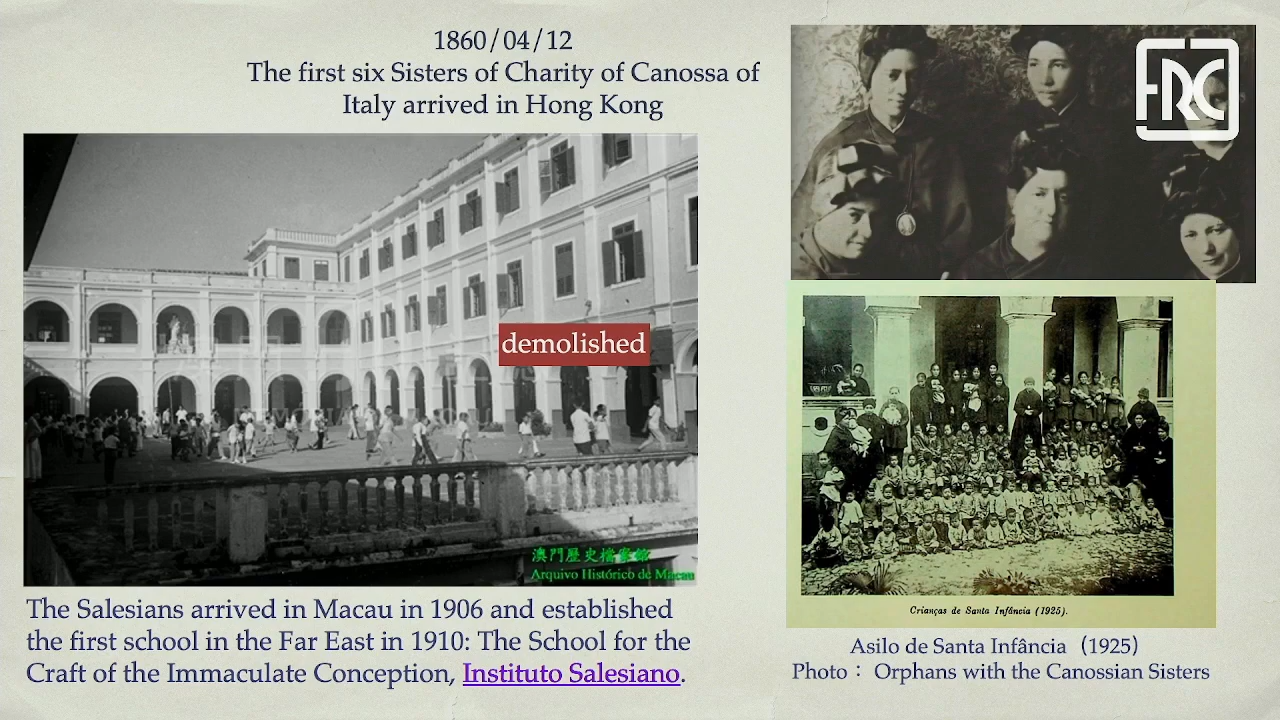 1860/04/12
The first six Sisters of Charity of Canossa of
Italy arrived in Hong Kong
FRC
demolished
澳門歷史檔案館
Arquivo Histórico de Macau
The Salesians arrived in Macau in 1906 and established
the first school in the Far East in 1910: The School for the
Craft of the Immaculate Conception, Instituto Salesiano.
Crianças de Santa Infância (1925).
Asilo de Santa Infância（1925）
Photo： Orphans with the Canossian Sisters